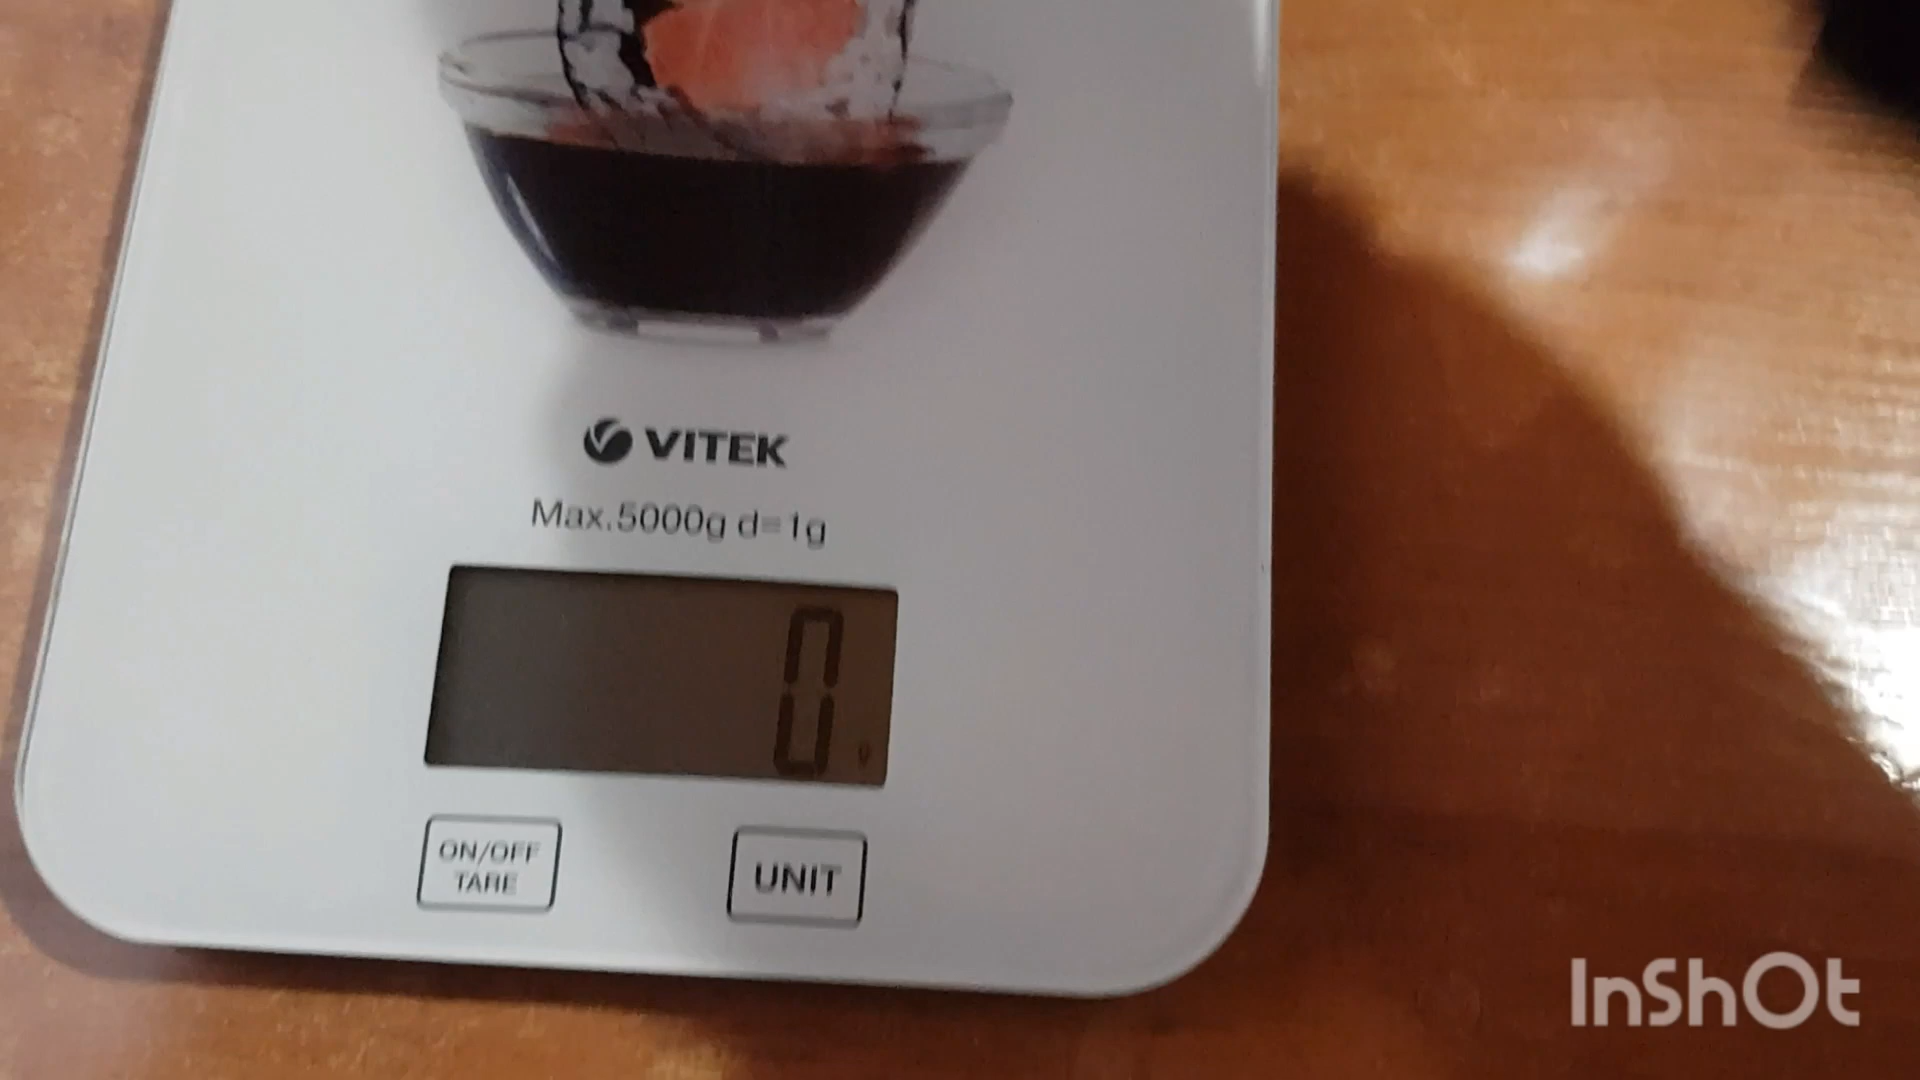 VITEK
Max.5000g d=1g
0 g
ON/OFF
TARE
UNIT
InShOt